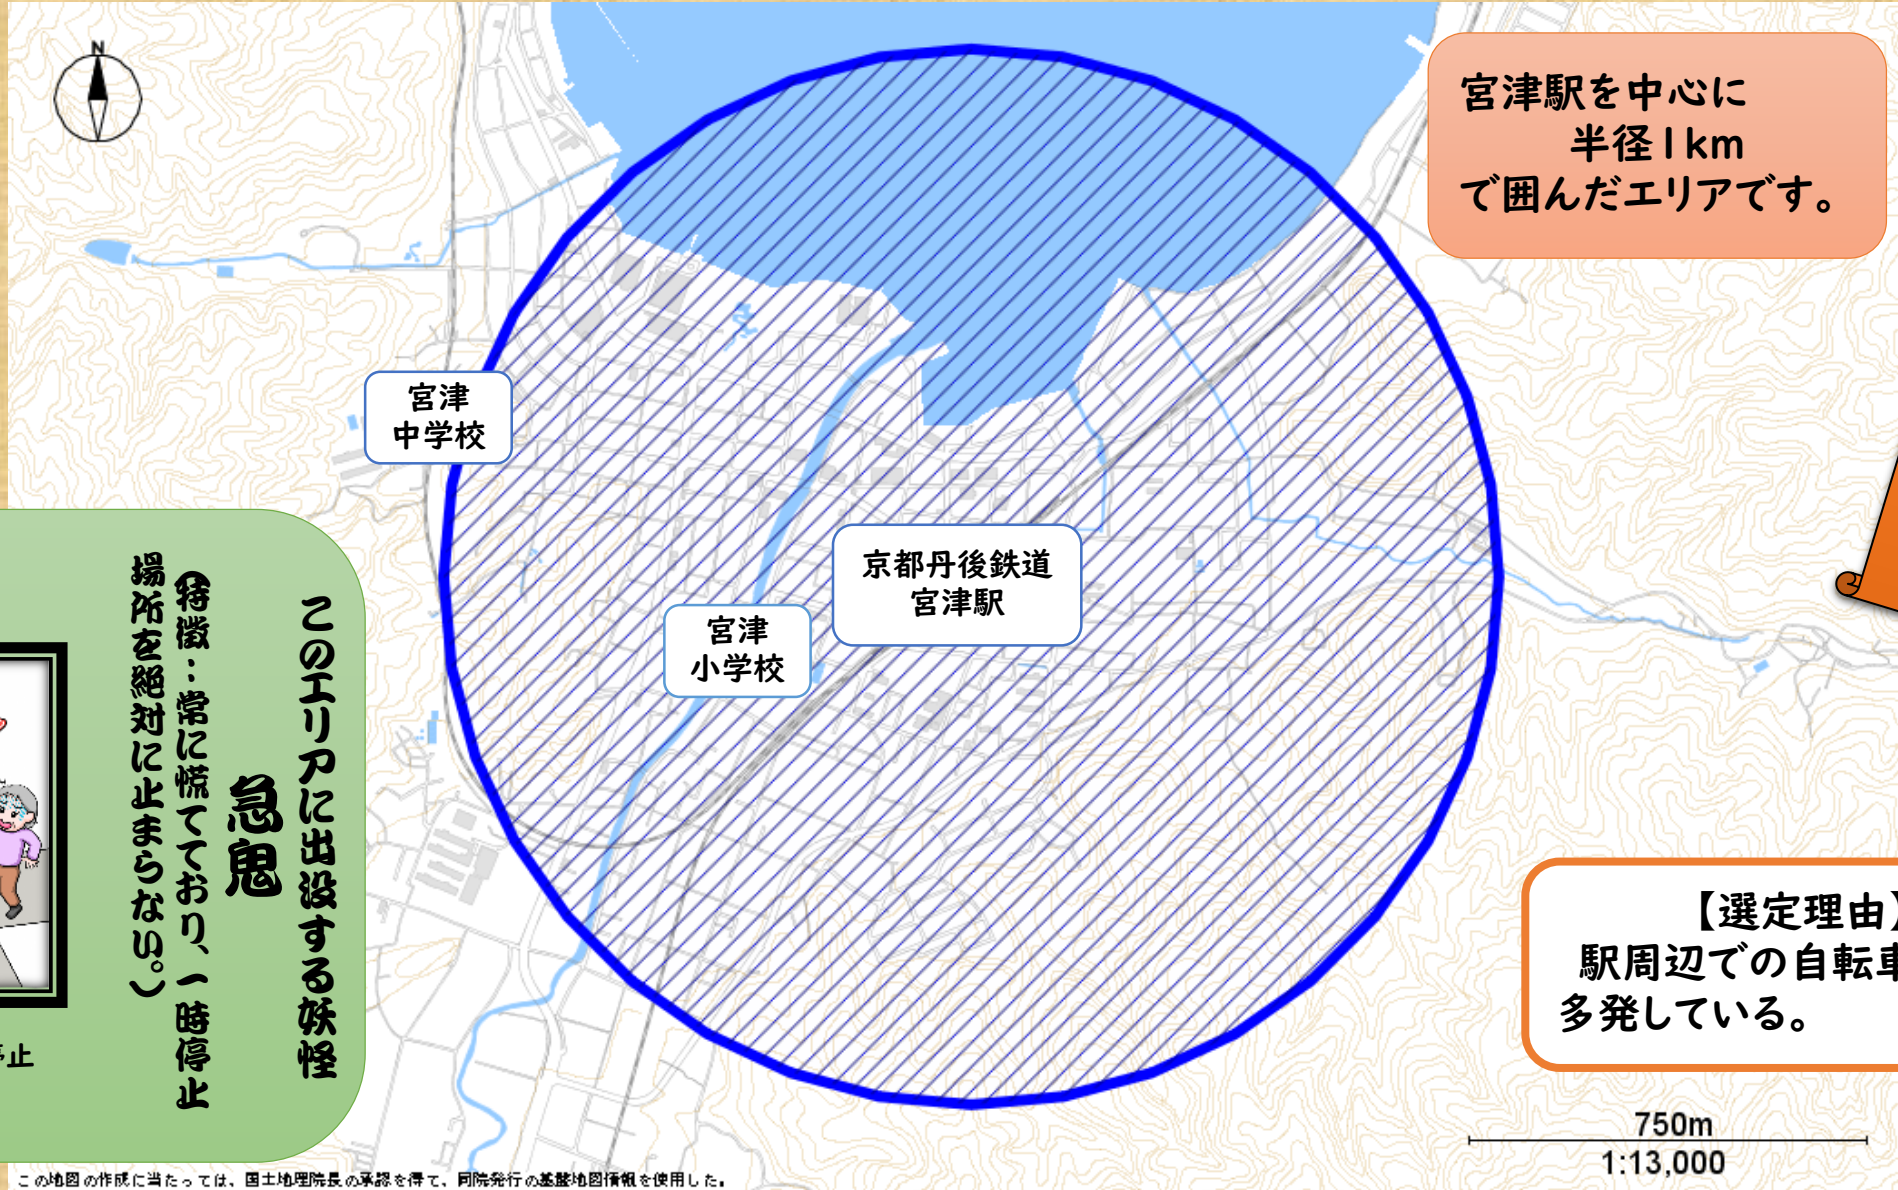 N
宮津駅を中心に
半径1km
で囲んだエリアです。
宮津
中学校
京都丹後鉄道
宮津駅
宮津
小学校
このエリアに出没する妖怪
急鬼
(特徴:常に慌てており、一時停止
場所を絶対に止まらない。)
停止
【選定理由】
駅周辺での自転車
多発している。
750m
1:13,000
この地図の作成に当たっては、国土地理院長の承認を得て、同院発行の基盤地図情報を使用した。